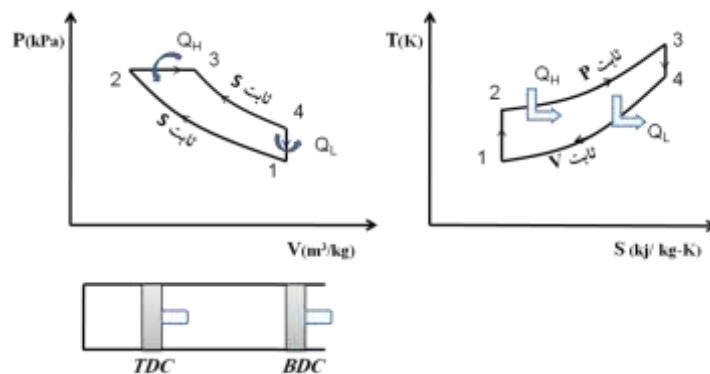 P(kPa)
Q_H
2
3
ثابت S
ثابت S
4
Q_L
1
V(m³/kg)
T(K)
3
ثابت P
Q_H
4
2
Q_L
1
ثابت V
S (kj/ kg-K)
TDC
BDC